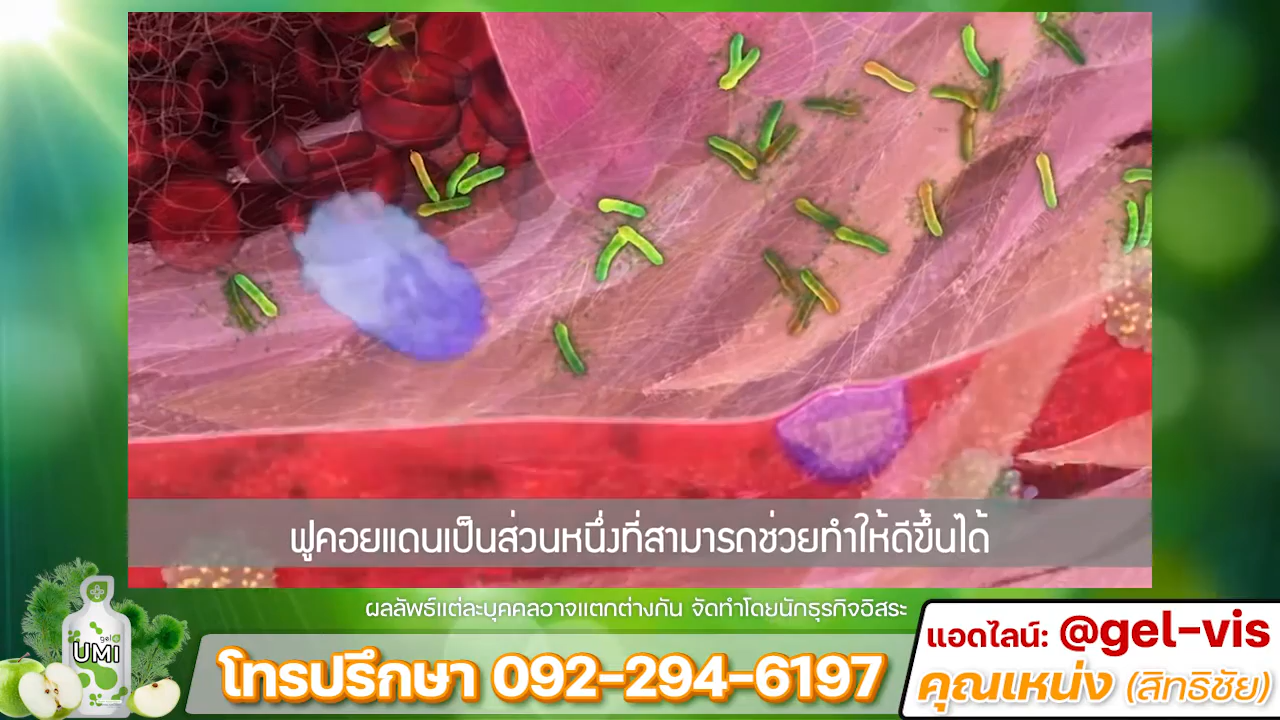 ฟูคอยแดนเป็นส่วนหนึ่งที่สามารถช่วยทำให้ดีขึ้นได้
ผลลัพธ์แต่ละบุคคลอาจแตกต่างกัน จัดทำโดยนักธุรกิจอิสระ
gel
UMI
โทรปรึกษา 092-294-6197
แอดไลน์: @gel-vis
คุณเหน่ง (สิทธิชัย)